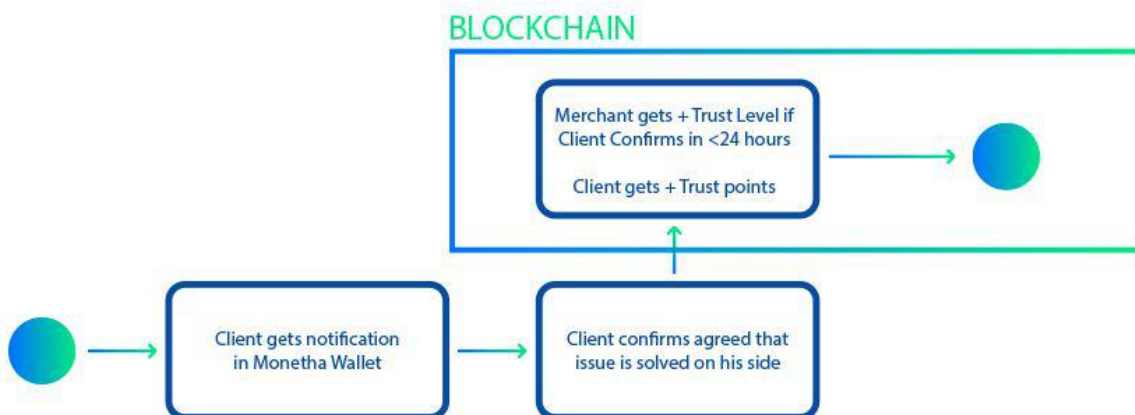 BLOCKCHAIN
Merchant gets + Trust Level if
Client Confirms in <24 hours
Client gets + Trust points
Client gets notification
in Monetha Wallet
Client confirms agreed that
issue is solved on his side